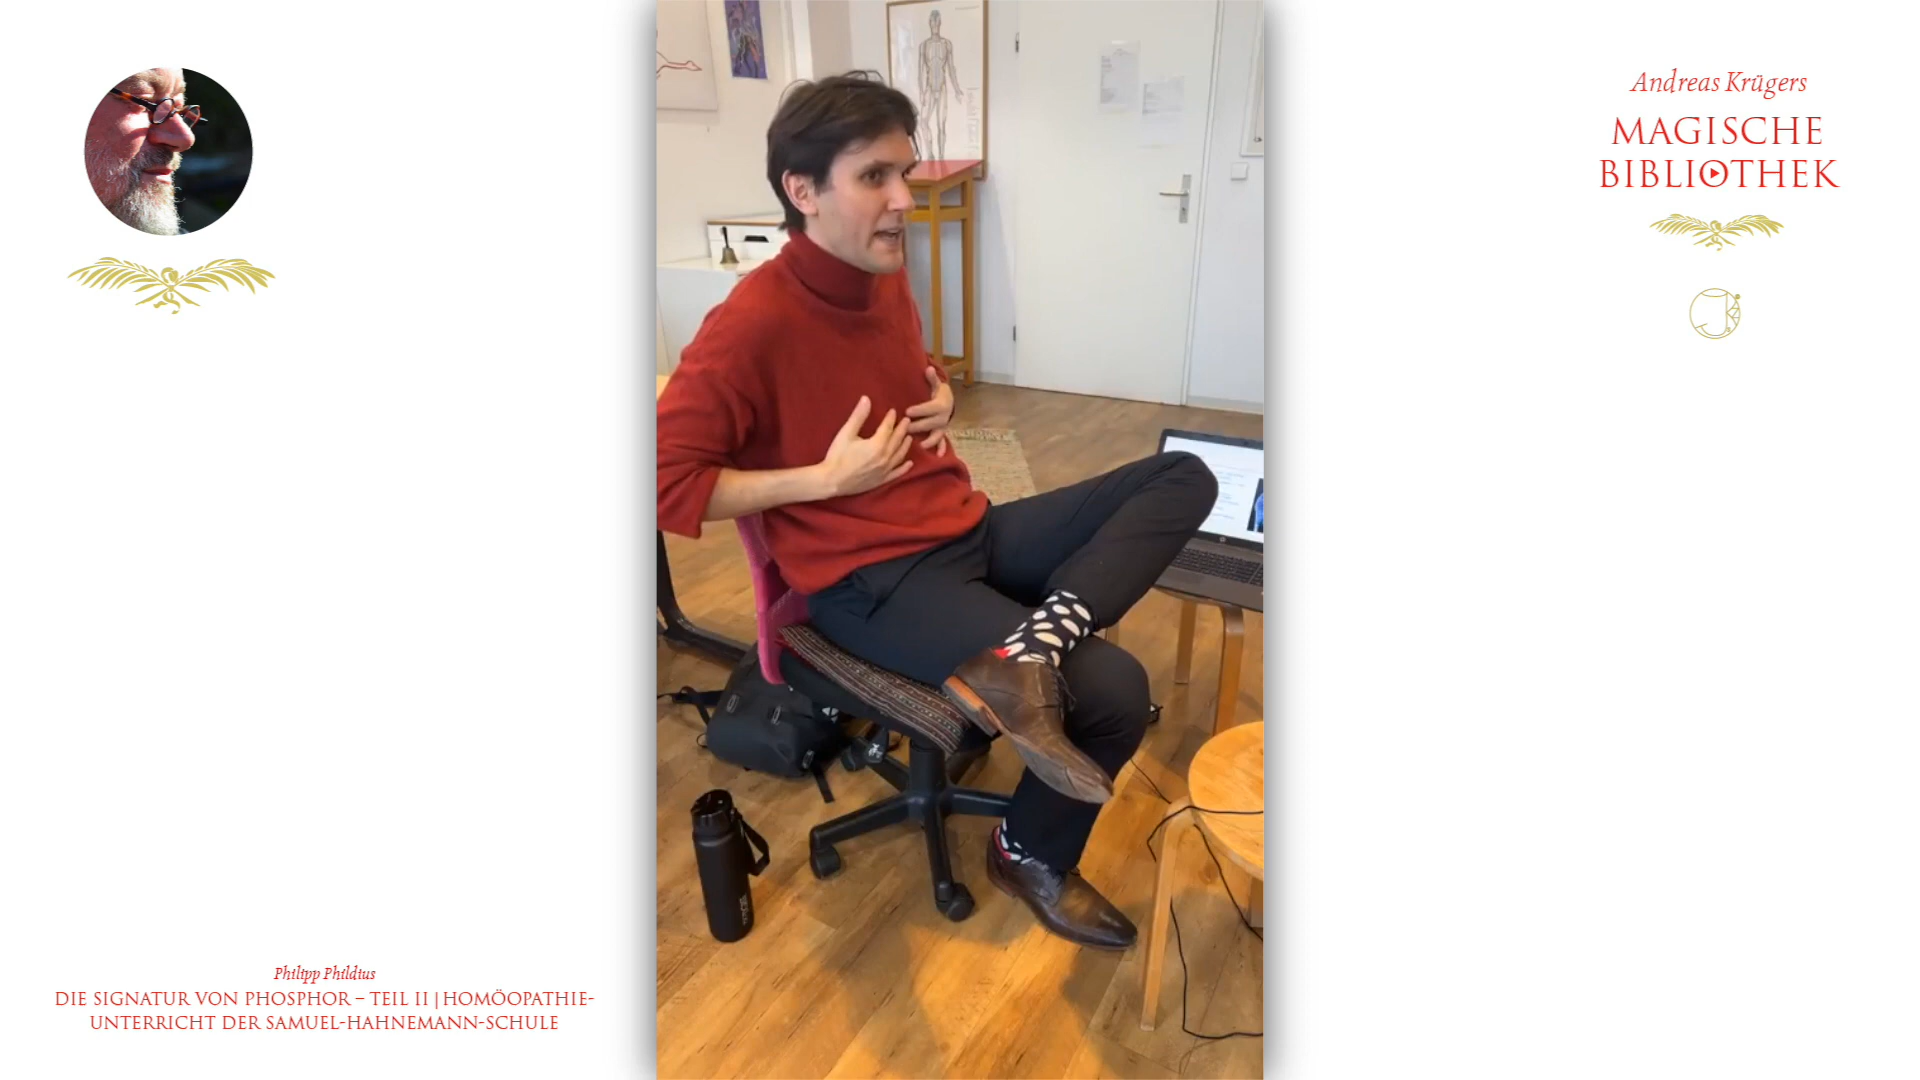 Andreas Krügers
MAGISCHE
BIBLIOTHEK
Philipp Phildius
DIE SIGNATUR VON PHOSPHOR – TEIL II | HOMÖOPATHIE-
UNTERRICHT DER SAMUEL-HAHNEMANN-SCHULE